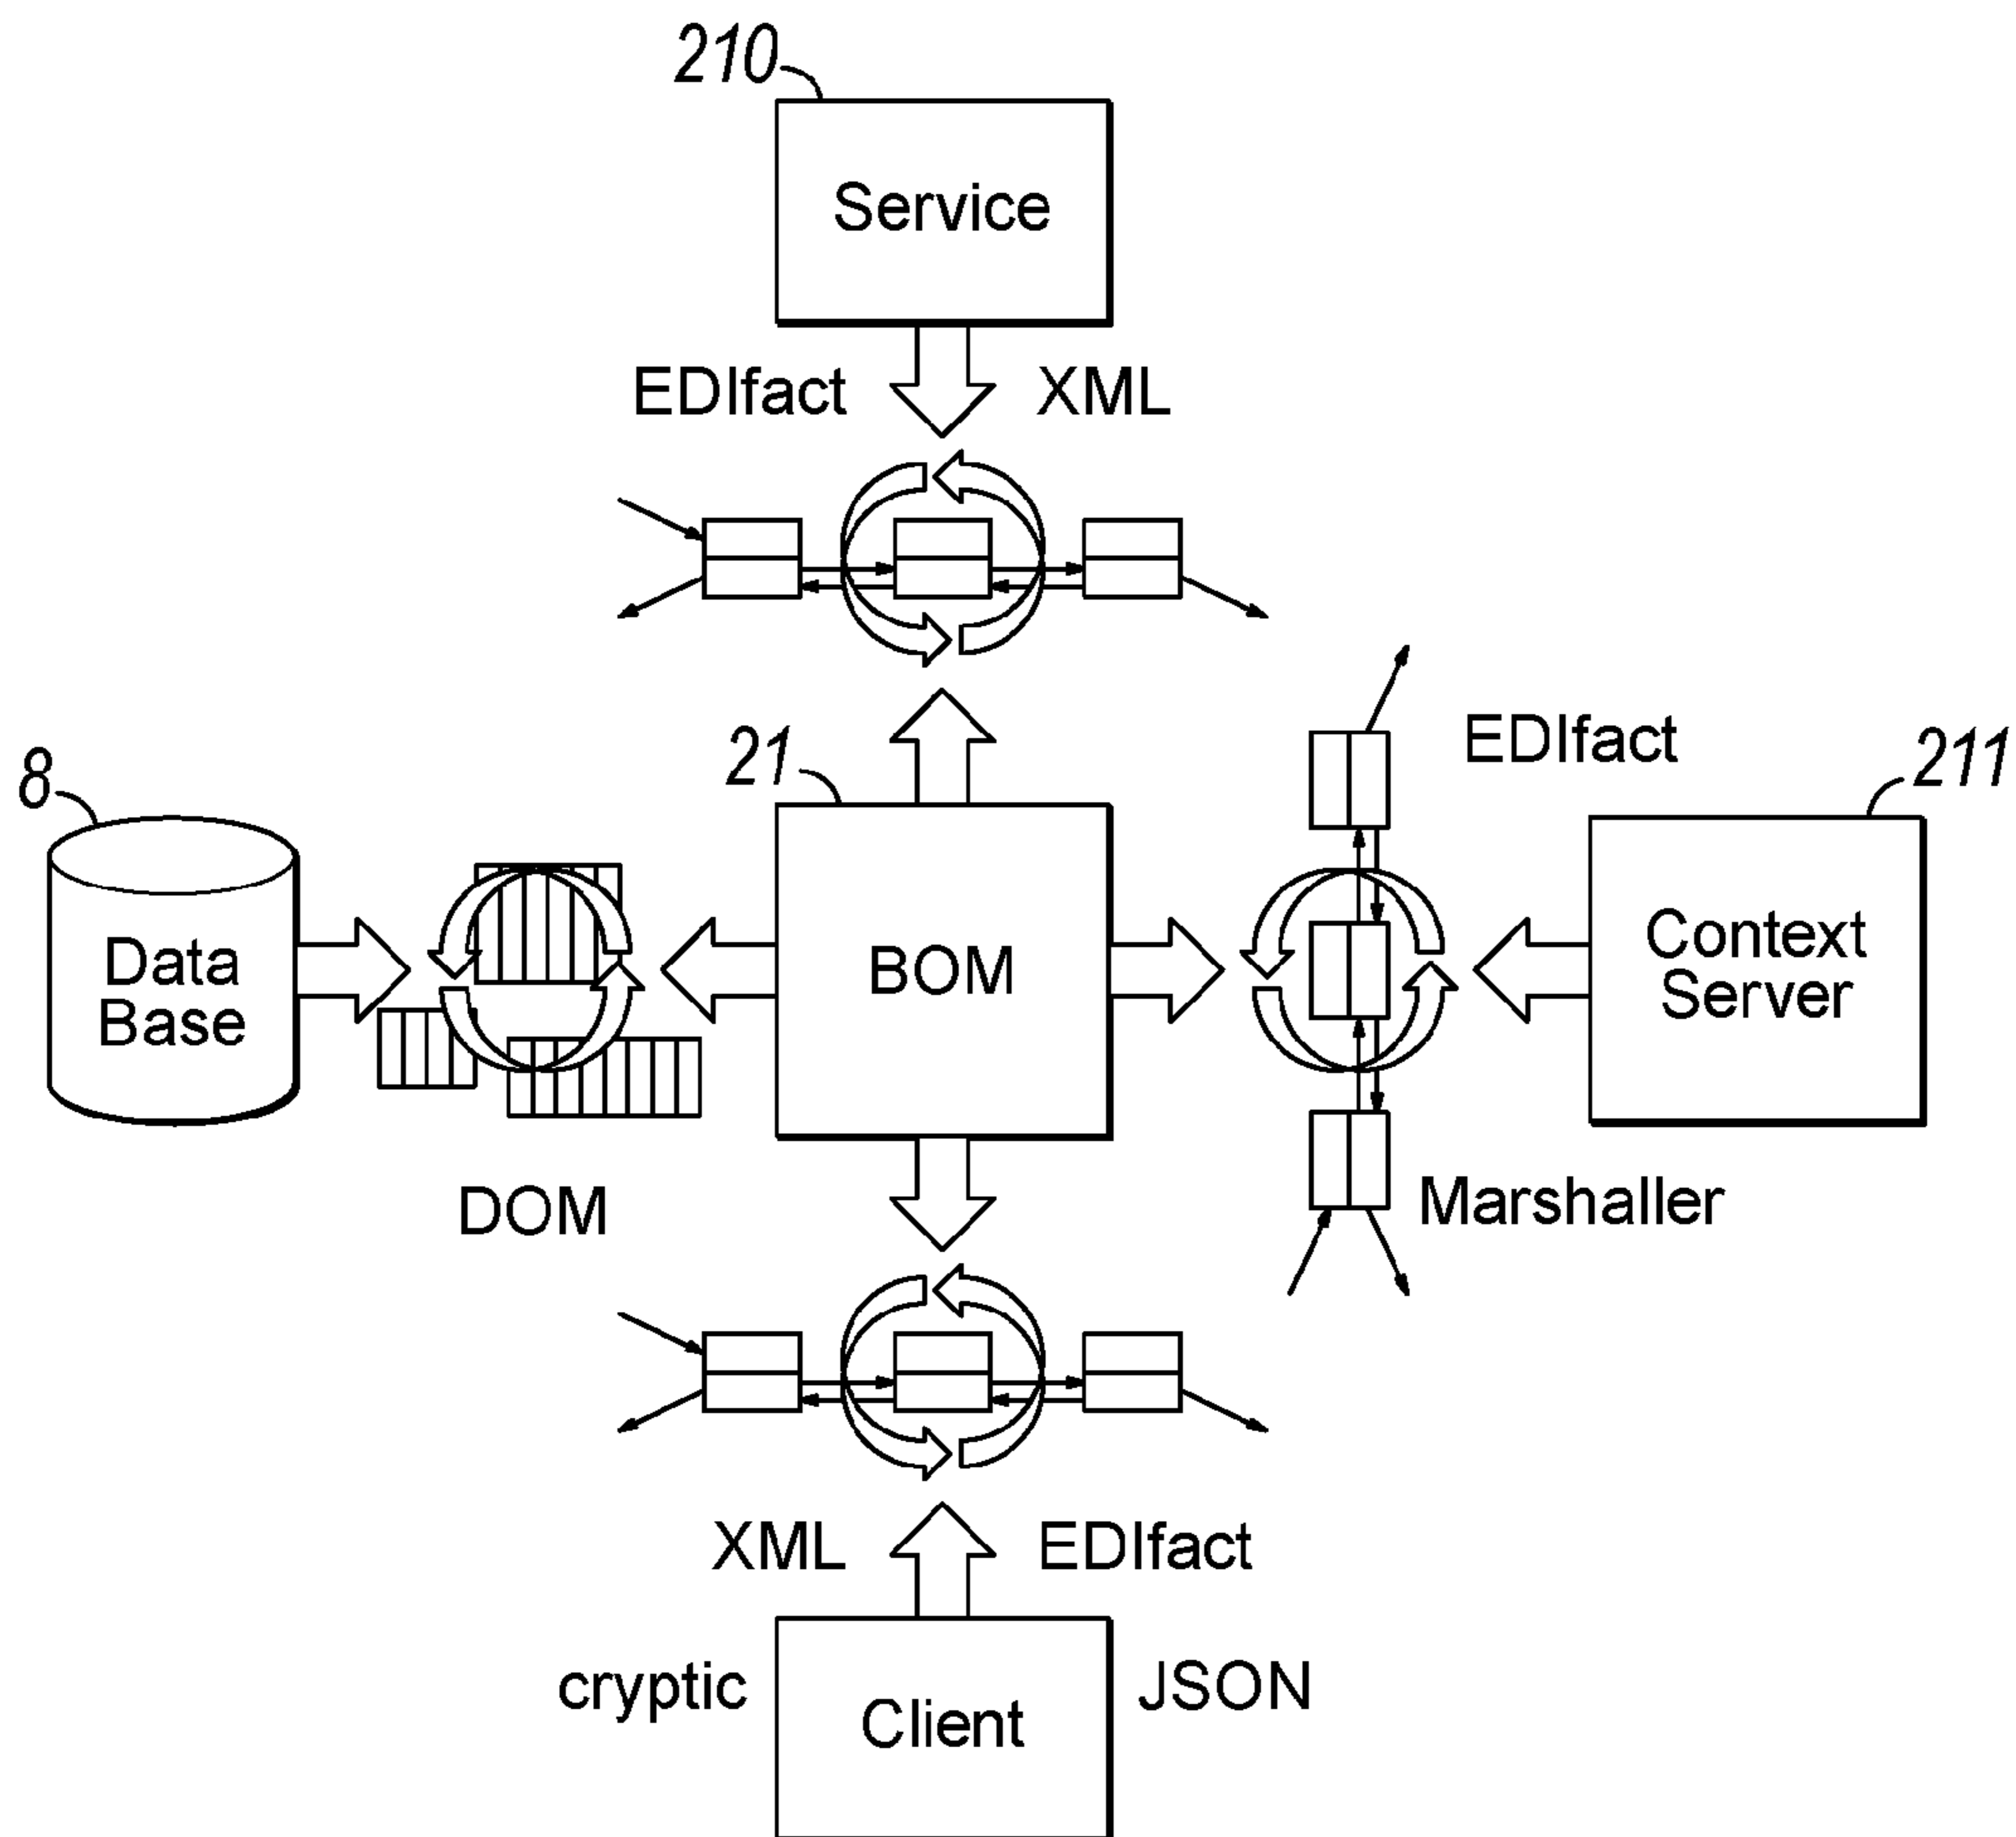 210
Service
EDIfact
XML
21
EDIfact
211
8
Data
Base
BOM
Context
Server
DOM
Marshaller
XML
EDIfact
cryptic
JSON
Client